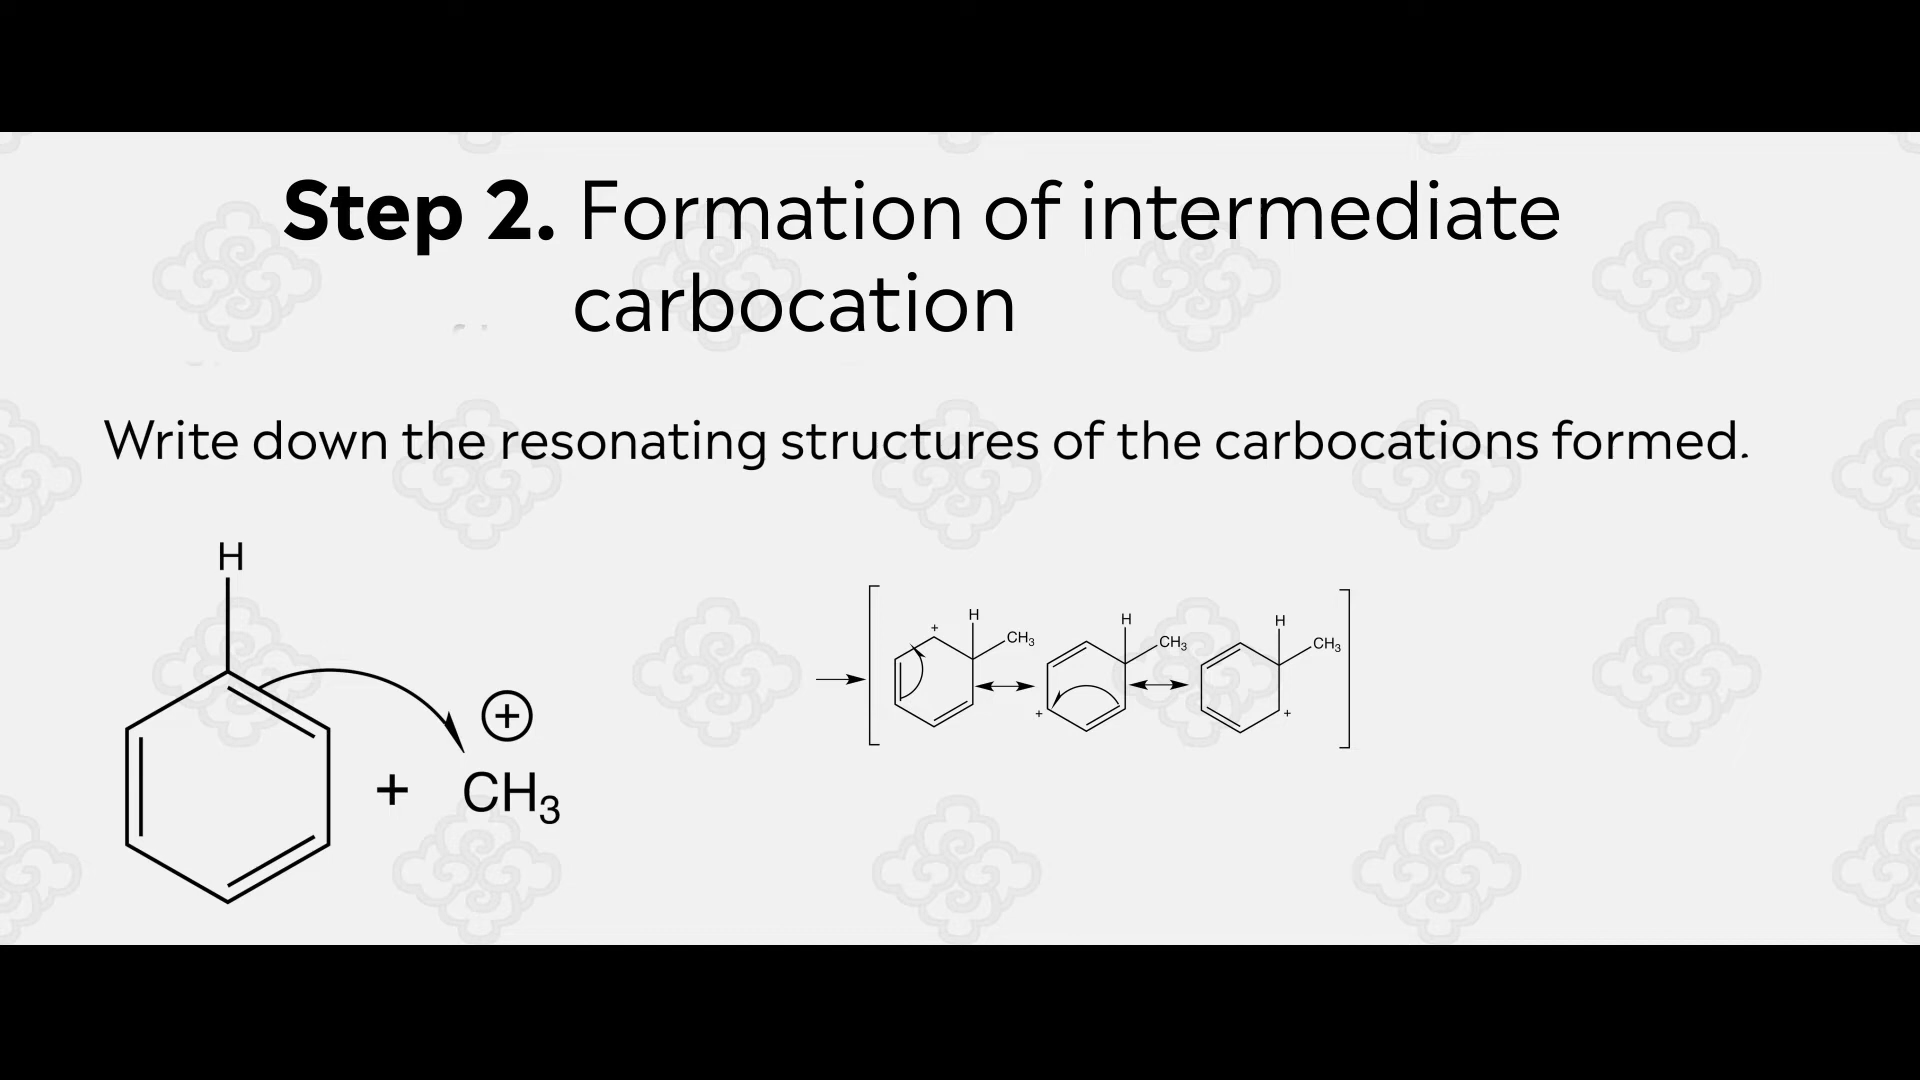 Step 2. Formation of intermediate
carbocation
Write down the resonating structures of the carbocations formed.
H
+
+ CH₃
H
+ CH₃
H
CH₃
+
H
CH₃
+